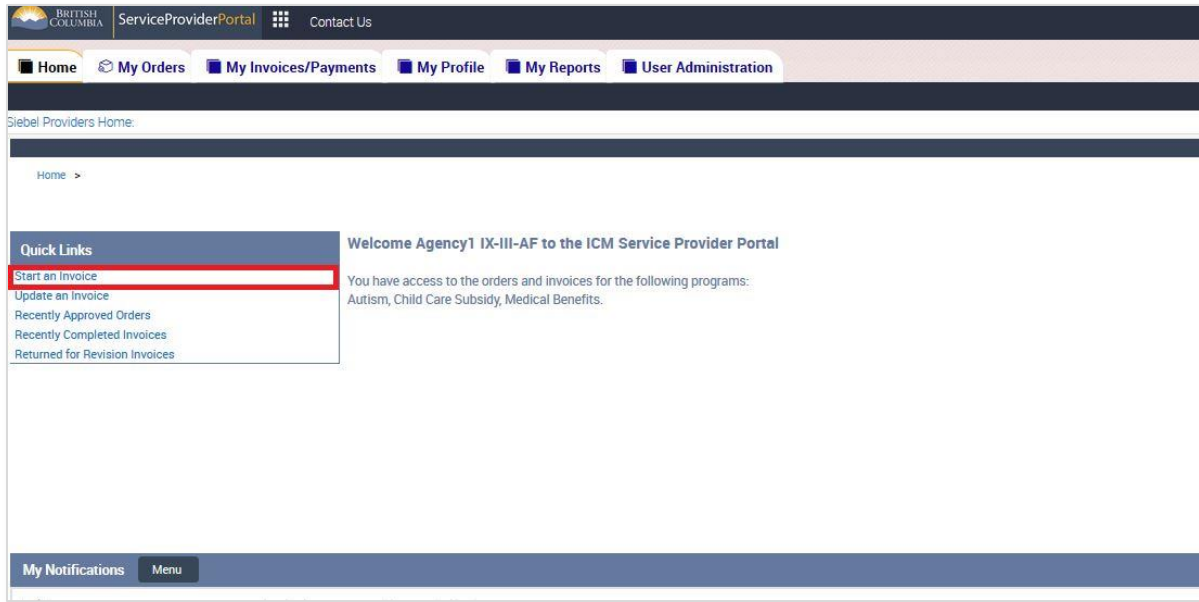 BRITISH
COLUMBIA
ServiceProviderPortal
Contact Us
Home My Orders My Invoices/Payments My Profile My Reports User Administration
Siebel Providers Home:
Home >
Quick Links
Start an Invoice
Update an Invoice
Recently Approved Orders
Recently Completed Invoices
Returned for Revision Invoices
Welcome Agency1 IX-III-AF to the ICM Service Provider Portal
You have access to the orders and invoices for the following programs:
Autism, Child Care Subsidy, Medical Benefits.
My Notifications Menu